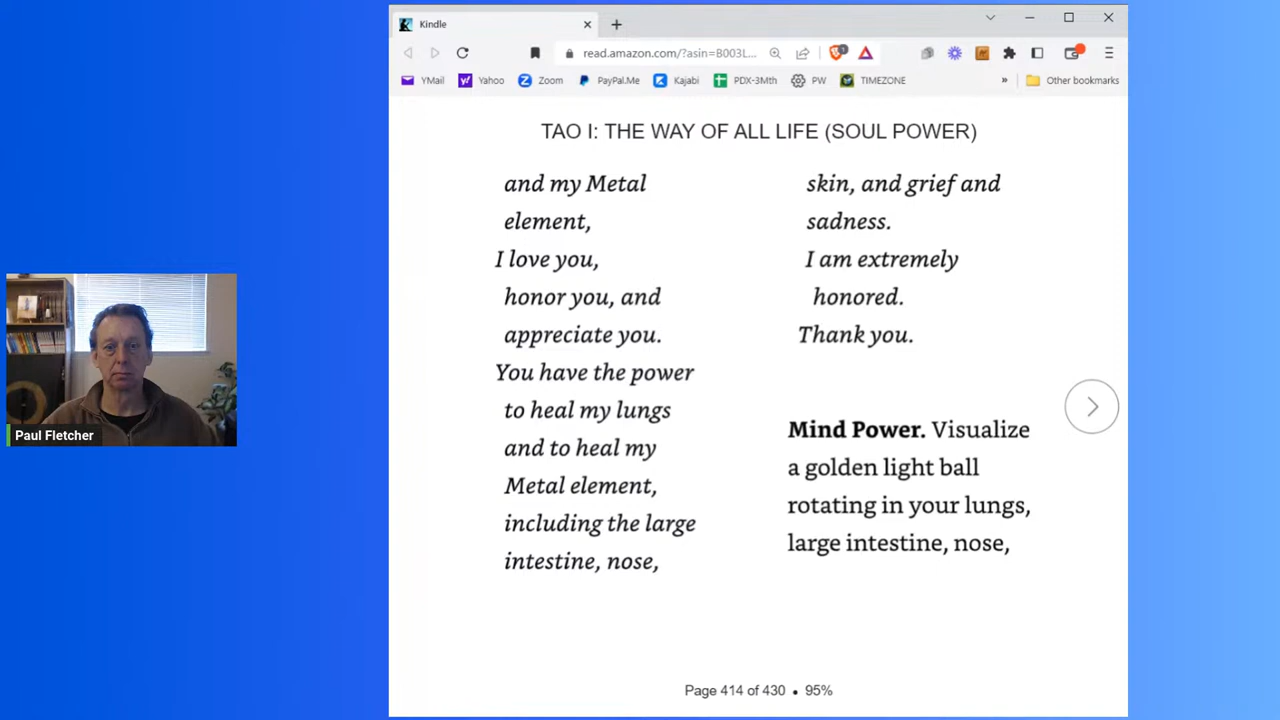 Kindle
read.amazon.com/?asin=B003L...
YMail
Yahoo
Zoom
PayPal.Me
Kajabi
PDX-3Mth
PW
TIMEZONE
»
Other bookmarks
TAO I: THE WAY OF ALL LIFE (SOUL POWER)
and my Metal
element,
I love you,
honor you, and
appreciate you.
You have the power
to heal my lungs
and to heal my
Metal element,
including the large
intestine, nose,
skin, and grief and
sadness.
I am extremely
honored.
Thank you.
Mind Power. Visualize
a golden light ball
rotating in your lungs,
large intestine, nose,
Page 414 of 430 • 95%
Paul Fletcher